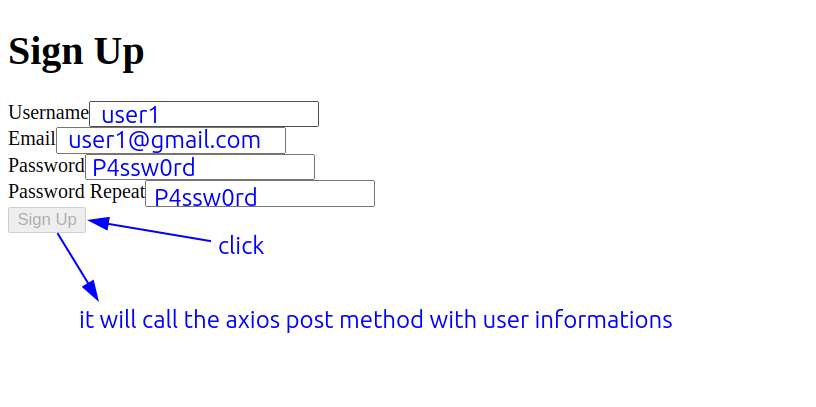 Sign Up
Username user1
Email user1@gmail.com
Password P4ssw0rd
Password Repeat P4ssw0rd
Sign Up
click
it will call the axios post method with user informations